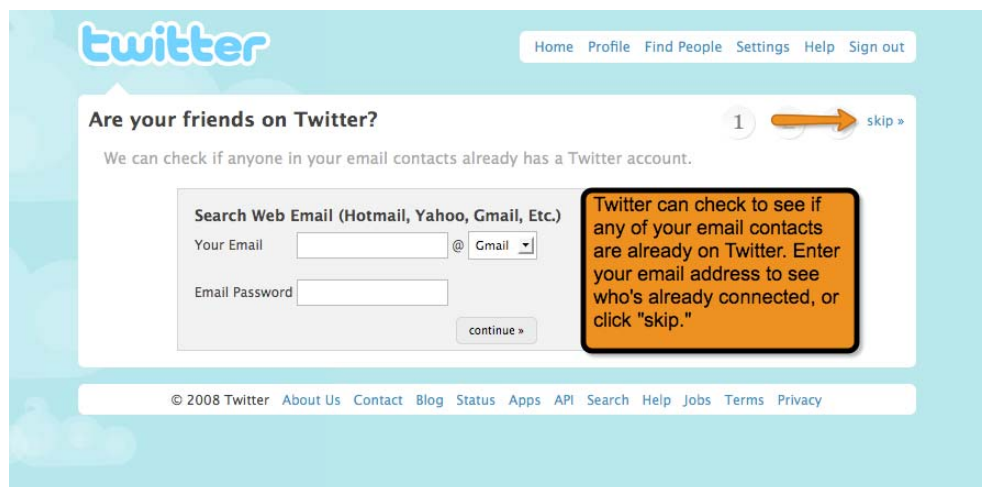 twitter
Home Profile Find People Settings Help Sign out
Are your friends on Twitter?
1
skip »
We can check if anyone in your email contacts already has a Twitter account.
Search Web Email (Hotmail, Yahoo, Gmail, Etc.)
Your Email @ Gmail
Email Password
continue »
Twitter can check to see if
any of your email contacts
are already on Twitter. Enter
your email address to see
who's already connected, or
click "skip."
© 2008 Twitter About Us Contact Blog Status Apps API Search Help Jobs Terms Privacy